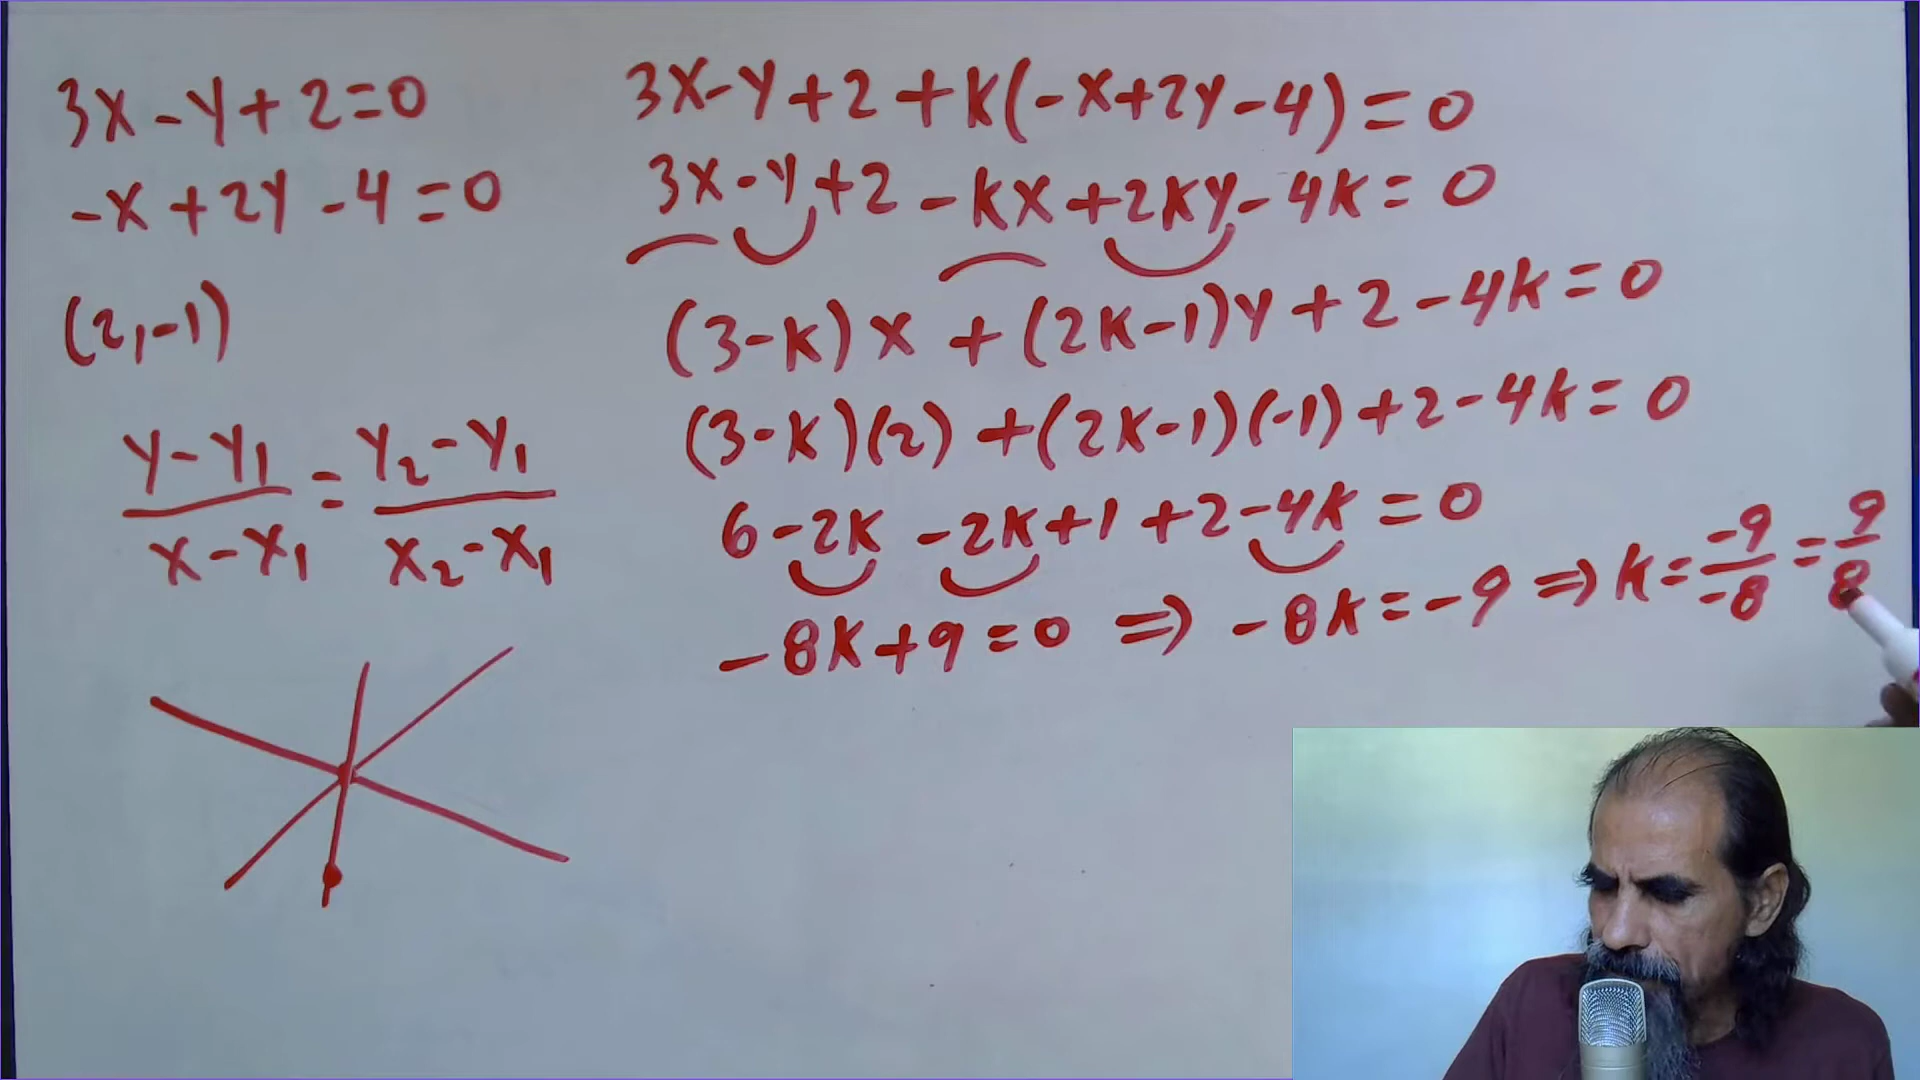 3x-y+2=0
-x+2y-4=0
(2,-1)
y-y₁/x-x₁ = y₂-y₁/x₂-x₁
3x-y+2+k(-x+2y-4)=0
3x-y+2-kx+2ky-4k=0
(3-k)x+(2k-1)y+2-4k=0
(3-k)(2)+(2k-1)(-1)+2-4k=0
6-2k-2k+1+2-4k=0
-8k+9=0 ⇒ -8k=-9 ⇒ k=-9/-8=9/8